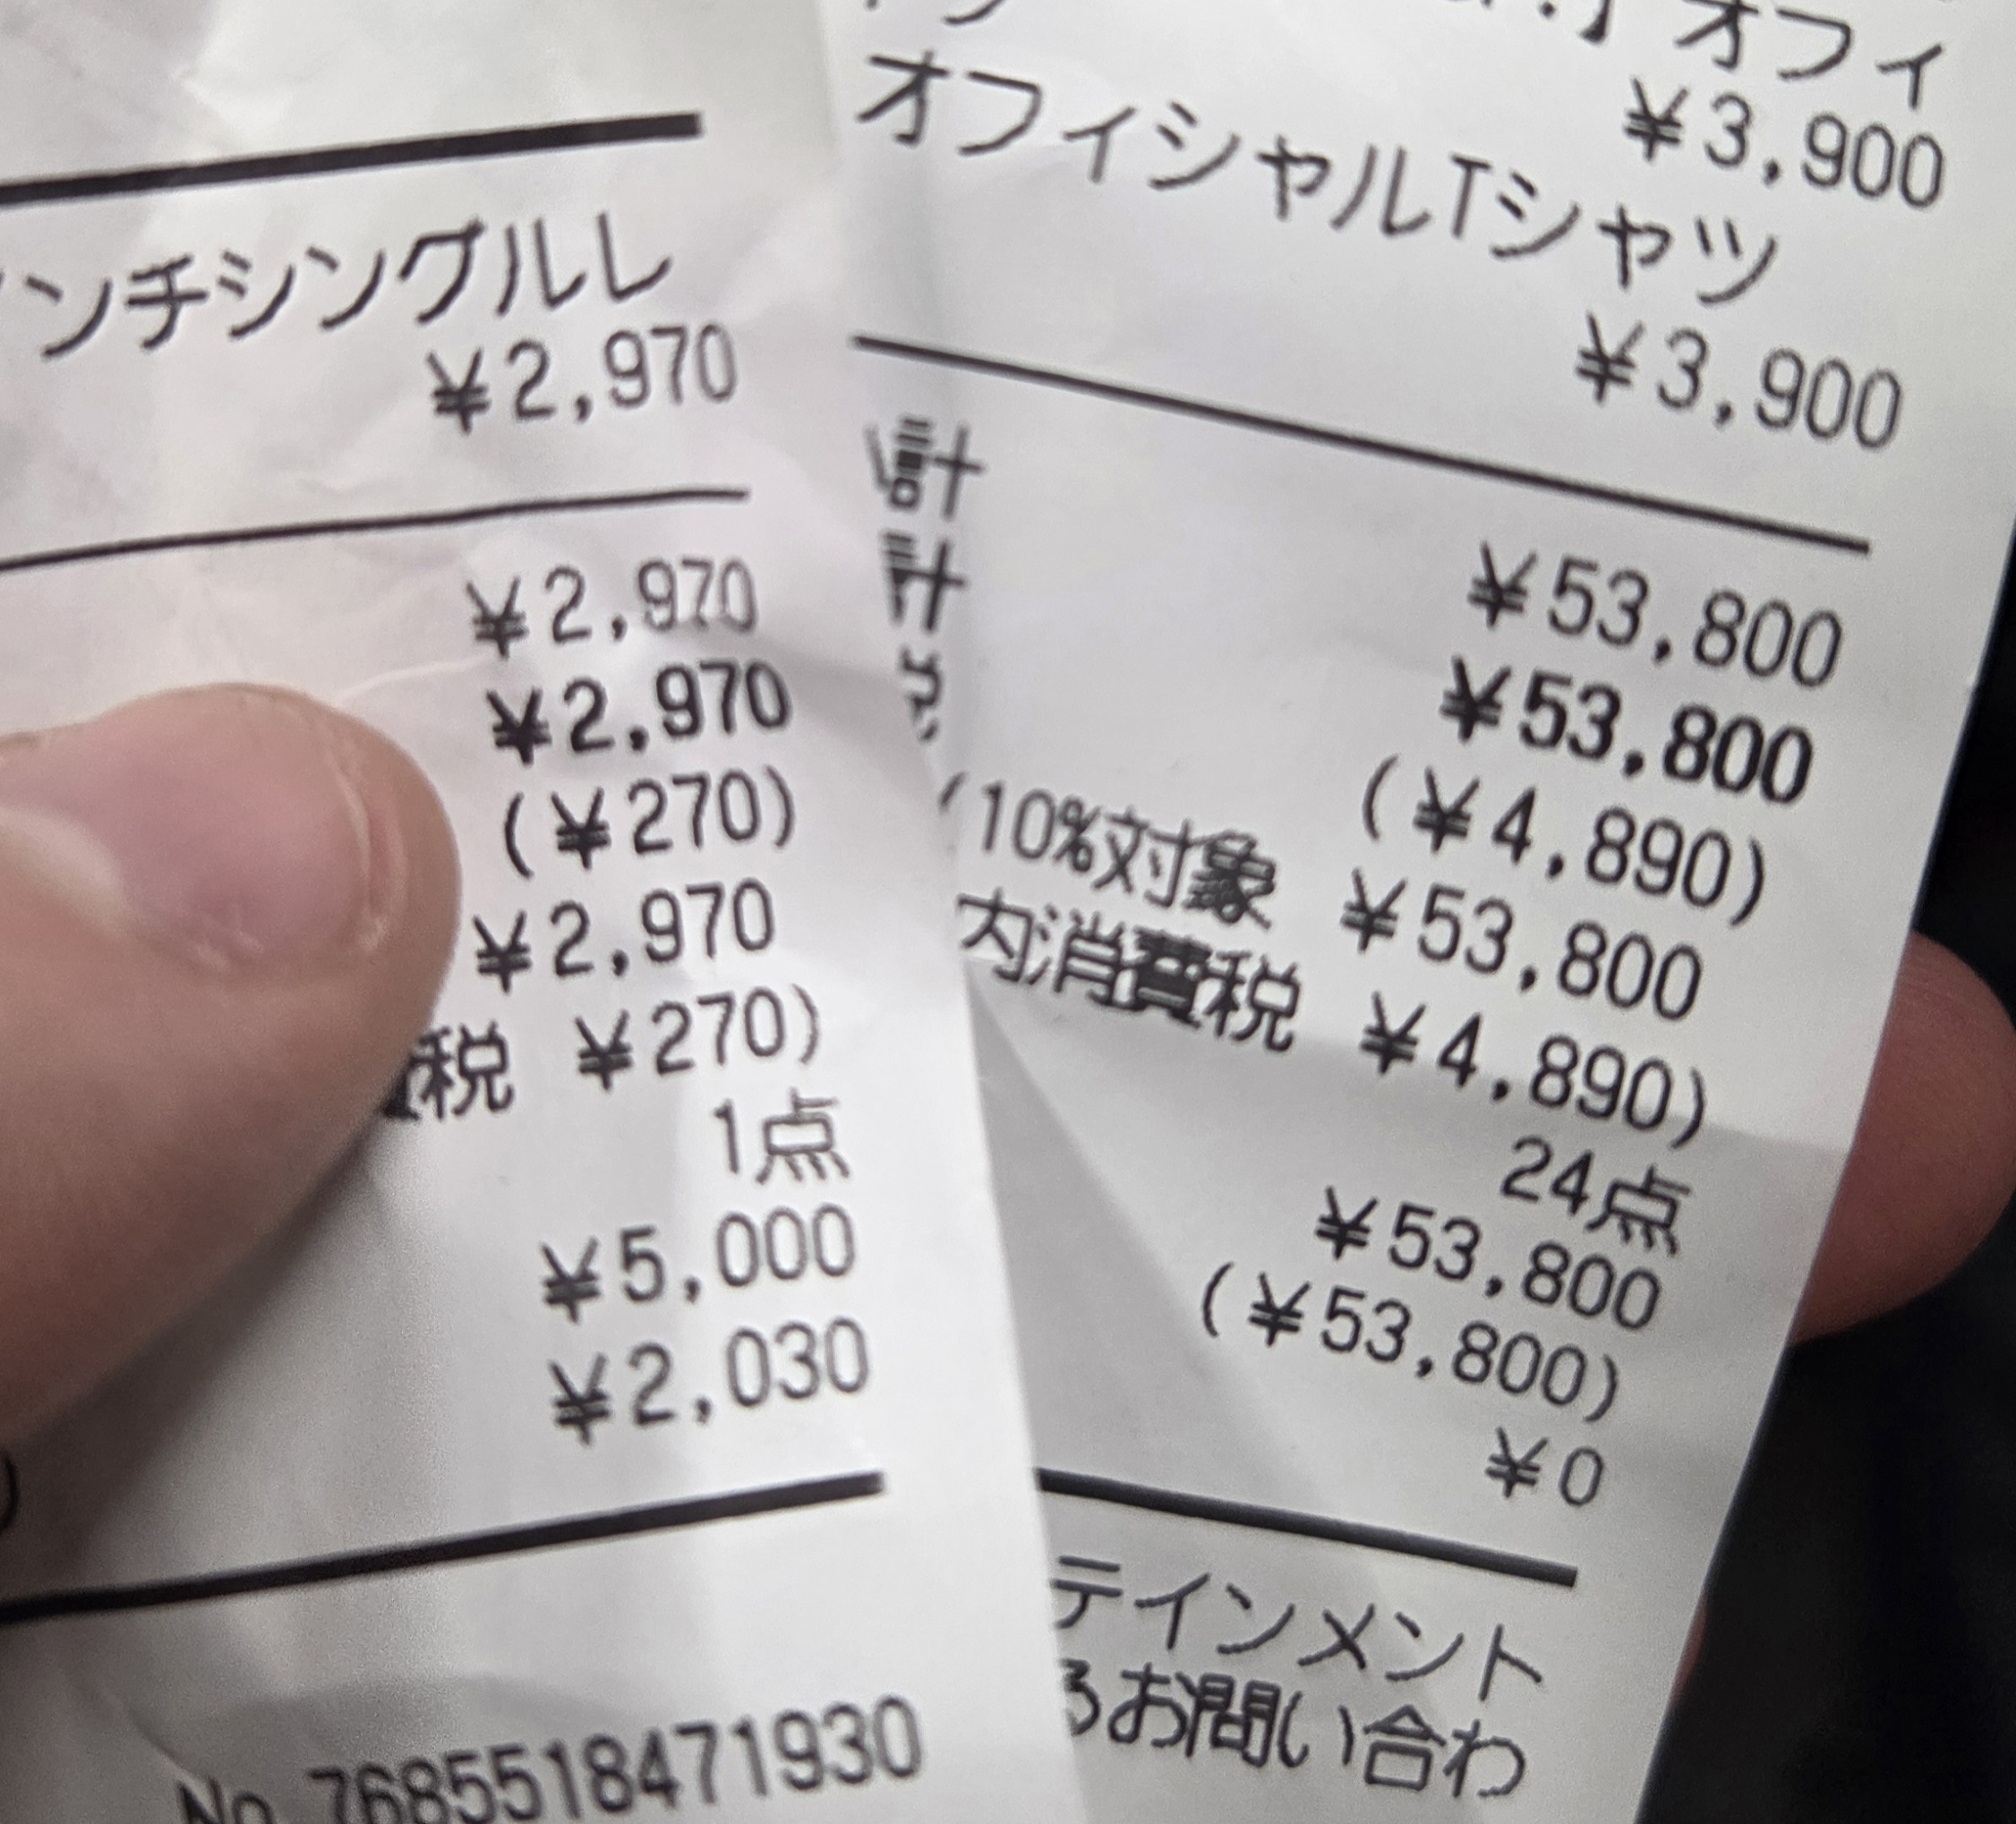 ンチシングルレ
¥2,970
¥2,970
¥2,970
(¥270)
¥2,970
税 ¥270)
1点
¥5,000
¥2,030
No 7685518471930
オフィ
¥3,900
オフィシャルTシャツ
¥3,900
計 ¥53,800
計 ¥53,800
(¥4,890)
(10%対象 ¥53,800
内消費税 ¥4,890)
24点
¥53,800
(¥53,800)
¥0
テインメント
るお問い合わ